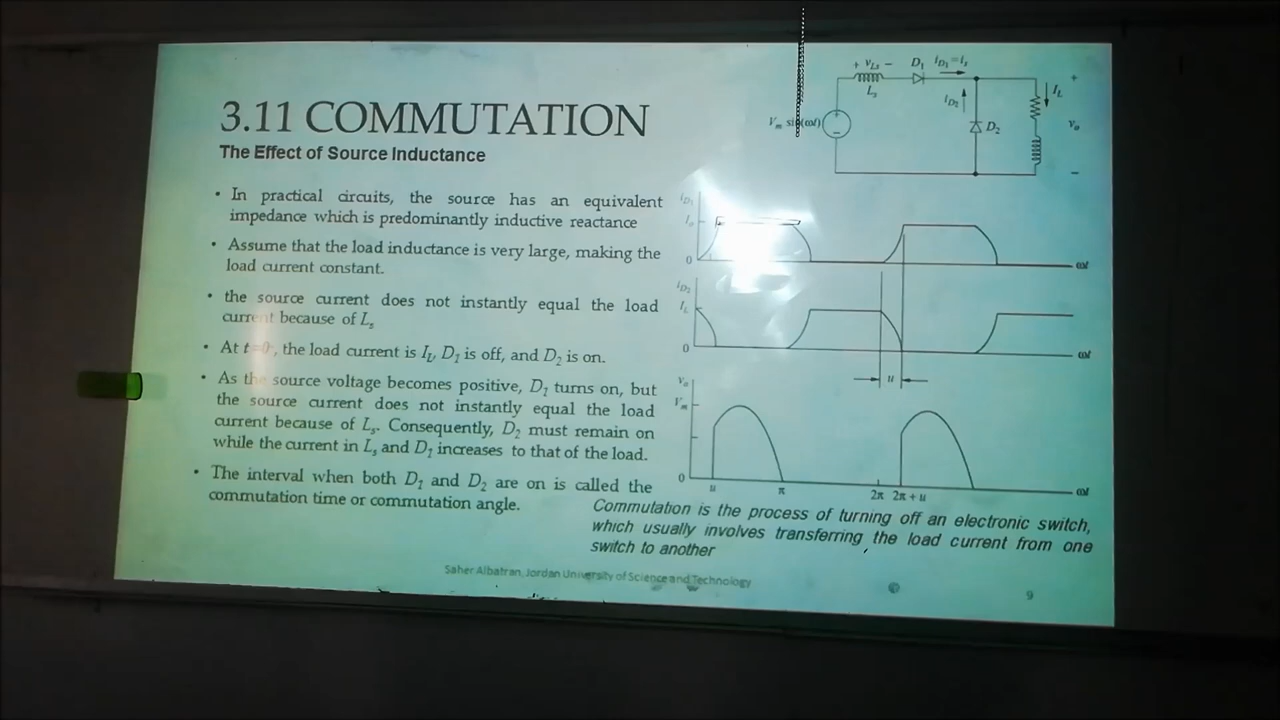 3.11 COMMUTATION
The Effect of Source Inductance
• In practical circuits, the source has an equivalent
impedance which is predominantly inductive reactance
• Assume that the load inductance is very large, making the
load current constant.
• the source current does not instantly equal the load
current because of Ls
• At t=0, the load current is IL, D1 is off, and D2 is on.
• As the source voltage becomes positive, D1 turns on, but
the source current does not instantly equal the load
current because of Ls. Consequently, D2 must remain on
while the current in Ls and D1 increases to that of the load.
• The interval when both D1 and D2 are on is called the
commutation time or commutation angle.
+ vLs − D1 iD1 = is
Ls
iD2
IL
+
Vm sin(ωt)
+
−
D2
vo
−
iD1
0
ωt
iD2
IL
0
ωt
u
vo
Vm
0
u π 2π 2π + u
ωt
Commutation is the process of turning off an electronic switch,
which usually involves transferring the load current from one
switch to another
Saher Albatran, Jordan University of Science and Technology
9